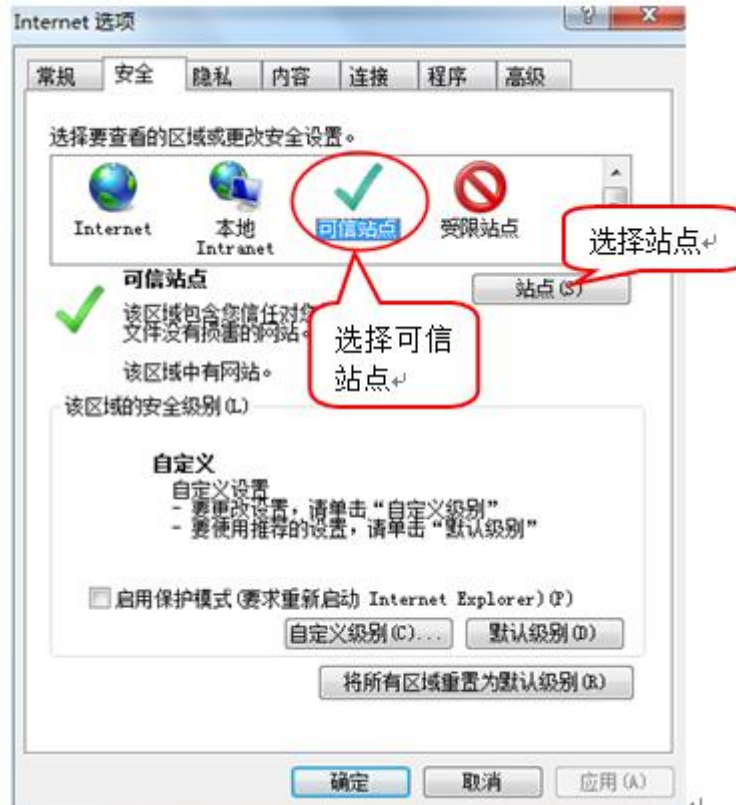 Internet 选项
常规 安全 隐私 内容 连接 程序 高级
选择要查看的区域或更改安全设置。
Internet
本地
Intranet
可信站点
受限站点
选择站点
可信站点
站点(S)
该区域包含您信任对您
文件没有损害的网站。
选择可信
站点
该区域中有网站。
该区域的安全级别(L)
自定义
自定义设置
- 要更改设置，请单击“自定义级别”
- 要使用推荐的设置，请单击“默认级别”
启用保护模式(要求重新启动 Internet Explorer)(P)
自定义级别(C)... 默认级别(D)
将所有区域重置为默认级别(R)
确定 取消 应用(A)